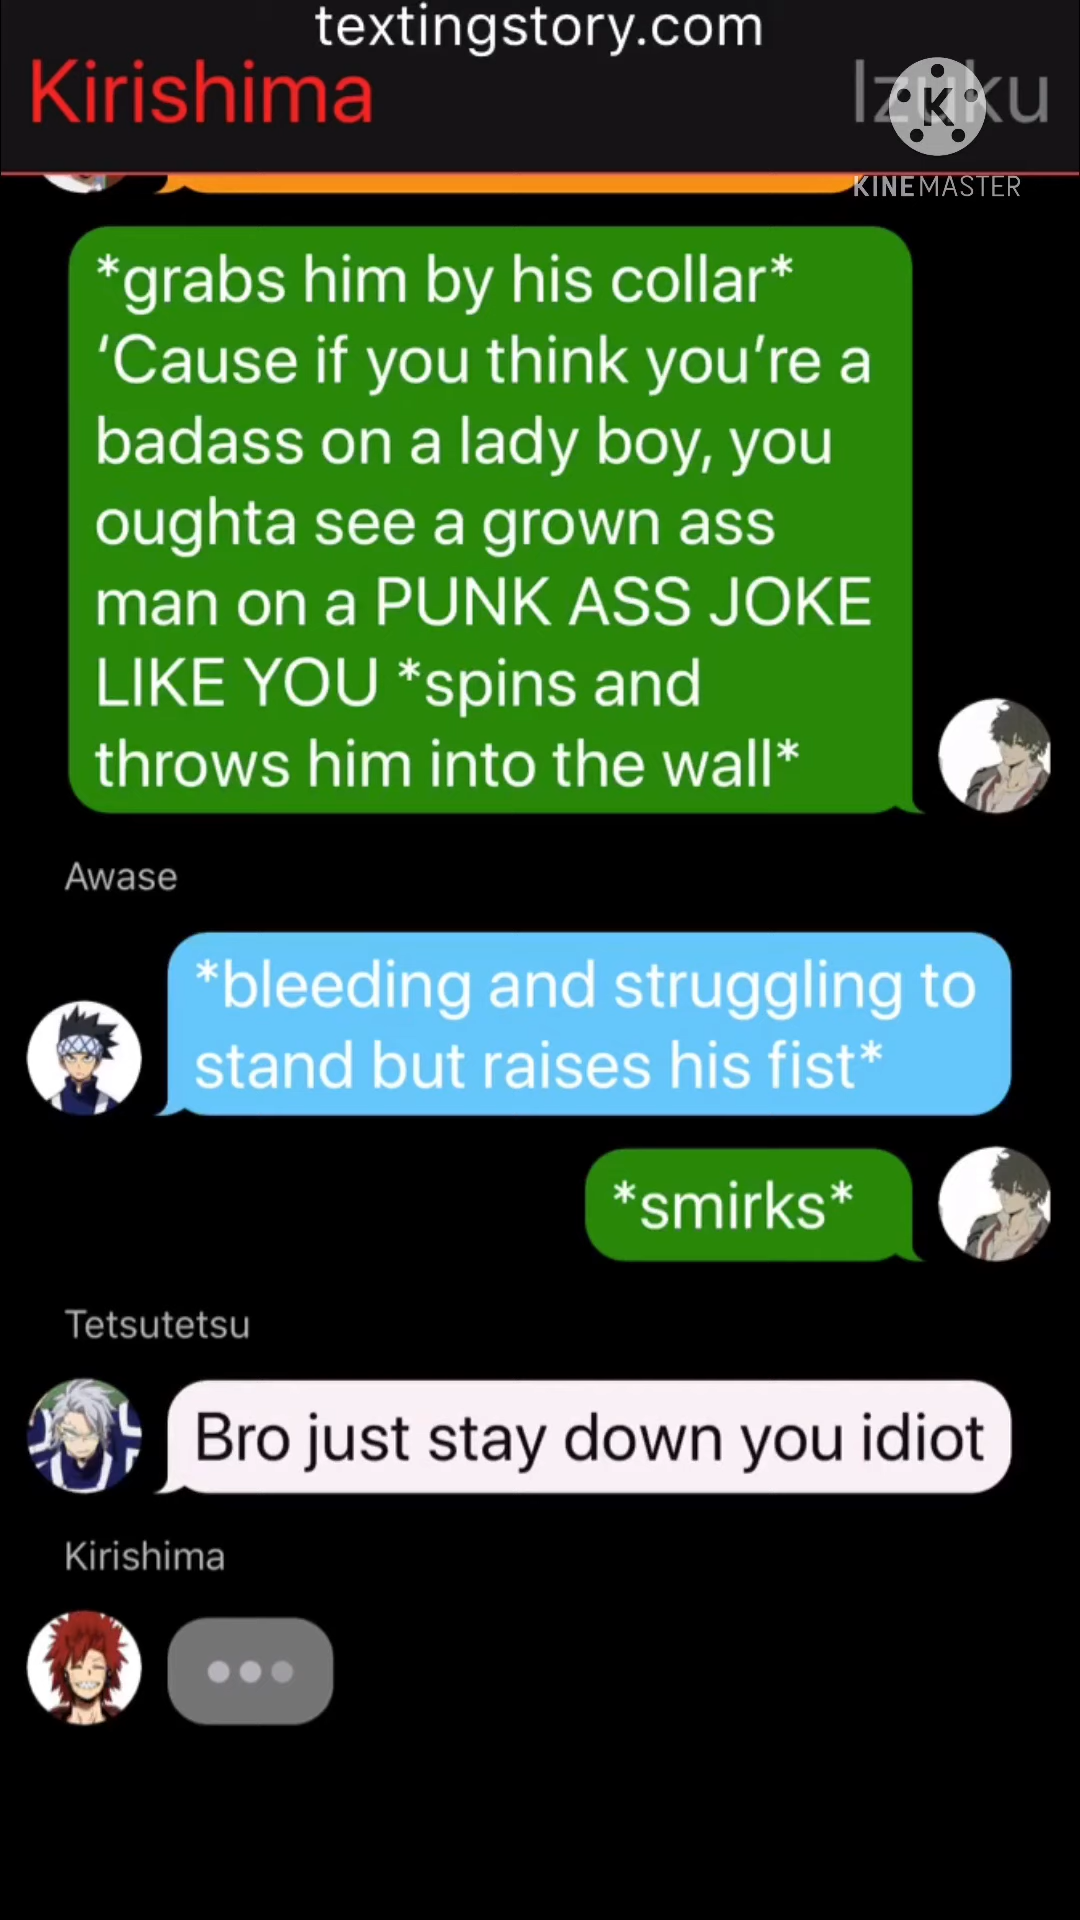 textingstory.com
Kirishima
Izuku
K
KINEMASTER
*grabs him by his collar*
‘Cause if you think you’re a
badass on a lady boy, you
oughta see a grown ass
man on a PUNK ASS JOKE
LIKE YOU *spins and
throws him into the wall*
Awase
*bleeding and struggling to
stand but raises his fist*
*smirks*
Tetsutetsu
Bro just stay down you idiot
Kirishima